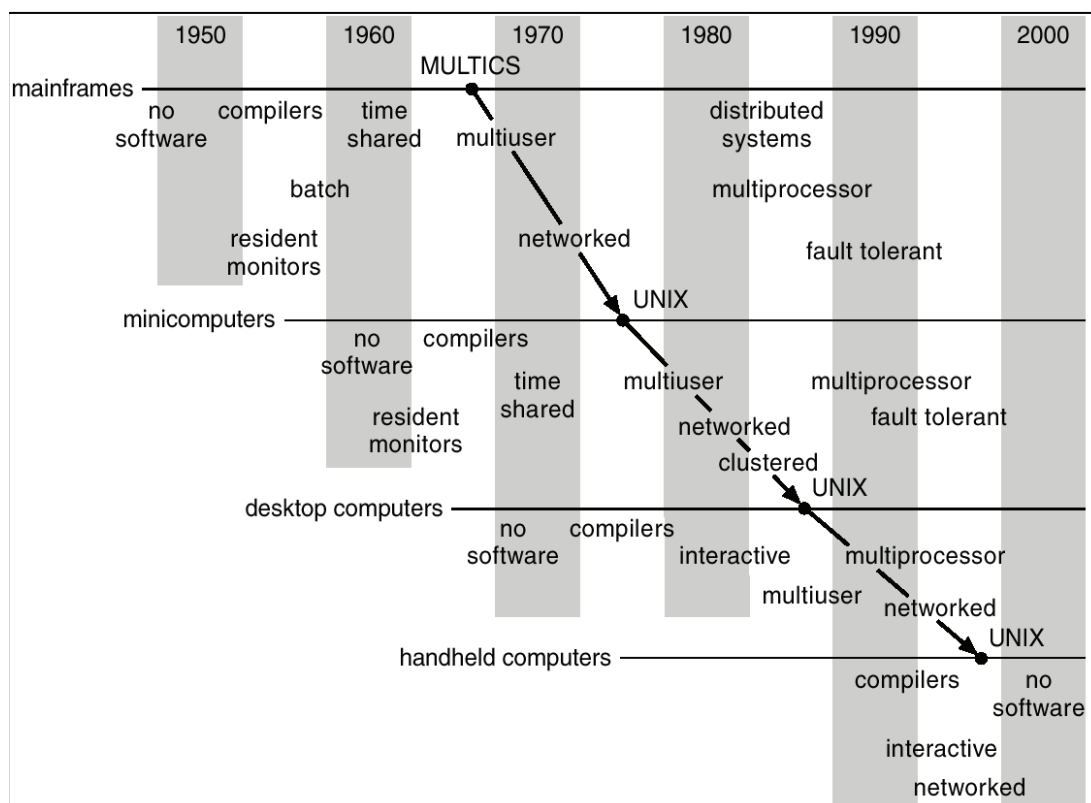 1950 1960 1970 1980 1990 2000
MULTICS
mainframes
no compilers time distributed
software shared multiuser systems
batch multiprocessor
resident networked
monitors fault tolerant
UNIX
minicomputers
no compilers
software
time multiuser multiprocessor
shared
resident networked fault tolerant
monitors
clustered
UNIX
desktop computers
no compilers
software interactive multiprocessor
multiuser networked
UNIX
handheld computers
compilers no
software
interactive
networked